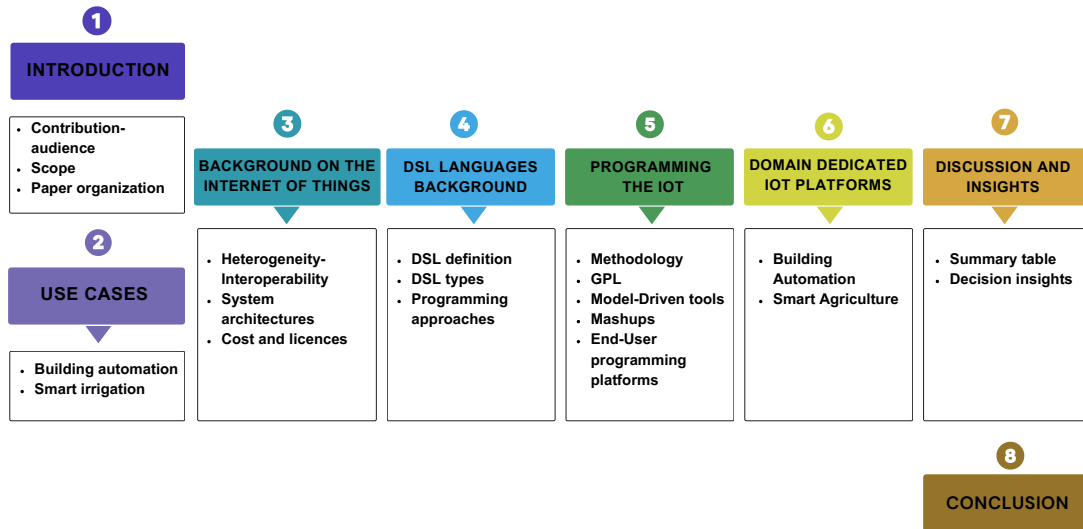 1
INTRODUCTION
• Contribution-
audience
• Scope
• Paper organization
2
USE CASES
• Building automation
• Smart irrigation
3
BACKGROUND ON THE
INTERNET OF THINGS
• Heterogeneity-
Interoperability
• System
architectures
• Cost and licences
4
DSL LANGUAGES
BACKGROUND
• DSL definition
• DSL types
• Programming
approaches
5
PROGRAMMING
THE IOT
• Methodology
• GPL
• Model-Driven tools
• Mashups
• End-User
programming
platforms
6
DOMAIN DEDICATED
IOT PLATFORMS
• Building
Automation
• Smart Agriculture
7
DISCUSSION AND
INSIGHTS
• Summary table
• Decision insights
8
CONCLUSION